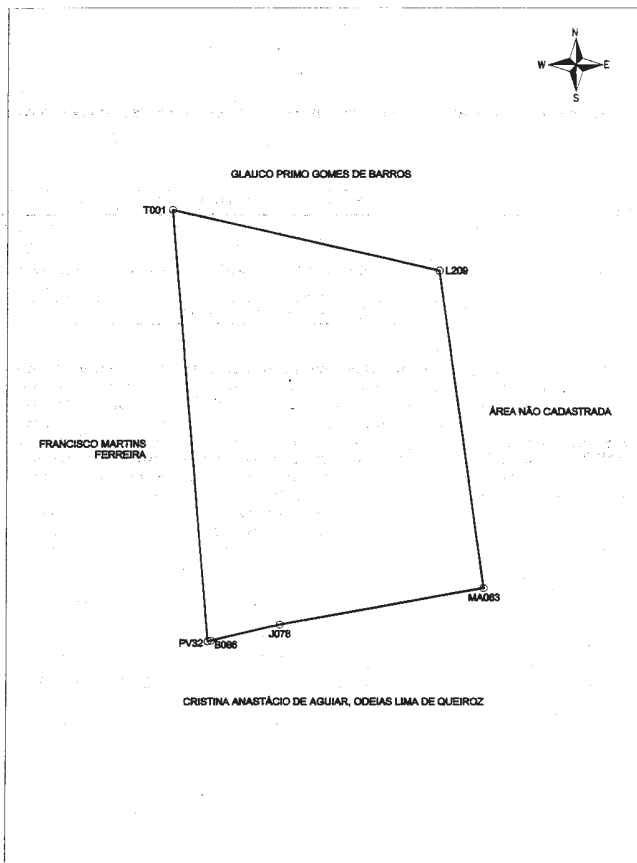 N
W E
S
GLAUCO PRIMO GOMES DE BARROS
T001
L209
ÁREA NÃO CADASTRADA
FRANCISCO MARTINS
FERREIRA
MA063
J078
PV32 B086
CRISTINA ANASTÁCIO DE AGUIAR, ODEIAS LIMA DE QUEIROZ